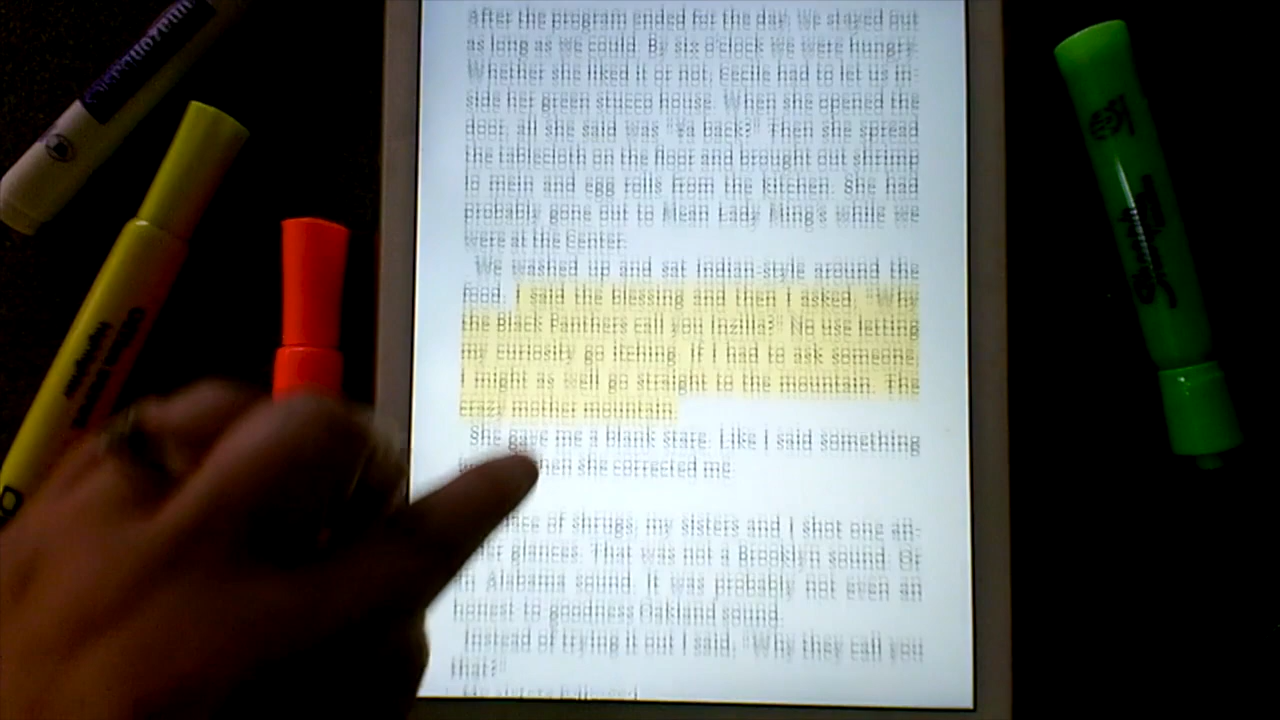 After the program ended for the day, we stayed out
as long as we could. By six o'clock we were hungry.
Whether she liked it or not, Cecile had to let us in-
side her green stucco house. When she opened the
door, all she said was "Ya back?" Then she spread
the tablecloth on the floor and brought out shrimp
lo mein and egg rolls from the kitchen. She had
probably gone out to Mean Lady Ming's while we
were at the Center.
We washed up and sat Indian-style around the
food. I said the blessing and then I asked, "Why
the Black Panthers call you Inzilla?" No use letting
my curiosity go itching. If I had to ask someone,
I might as well go straight to the mountain. The
crazy mother mountain.
She gave me a blank stare. Like I said something
hen she corrected me.
ace of shrugs, my sisters and I shot one an-
er glances. That was not a Brooklyn sound. Or
an Alabama sound. It was probably not even an
honest to goodness Oakland sound.
Instead of trying it out I said, "Why they call you
that?"
My sisters followed